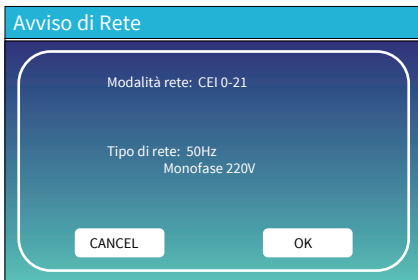 Avviso di Rete
Modalità rete: CEI 0-21
Tipo di rete: 50Hz
Monofase 220V
CANCEL OK